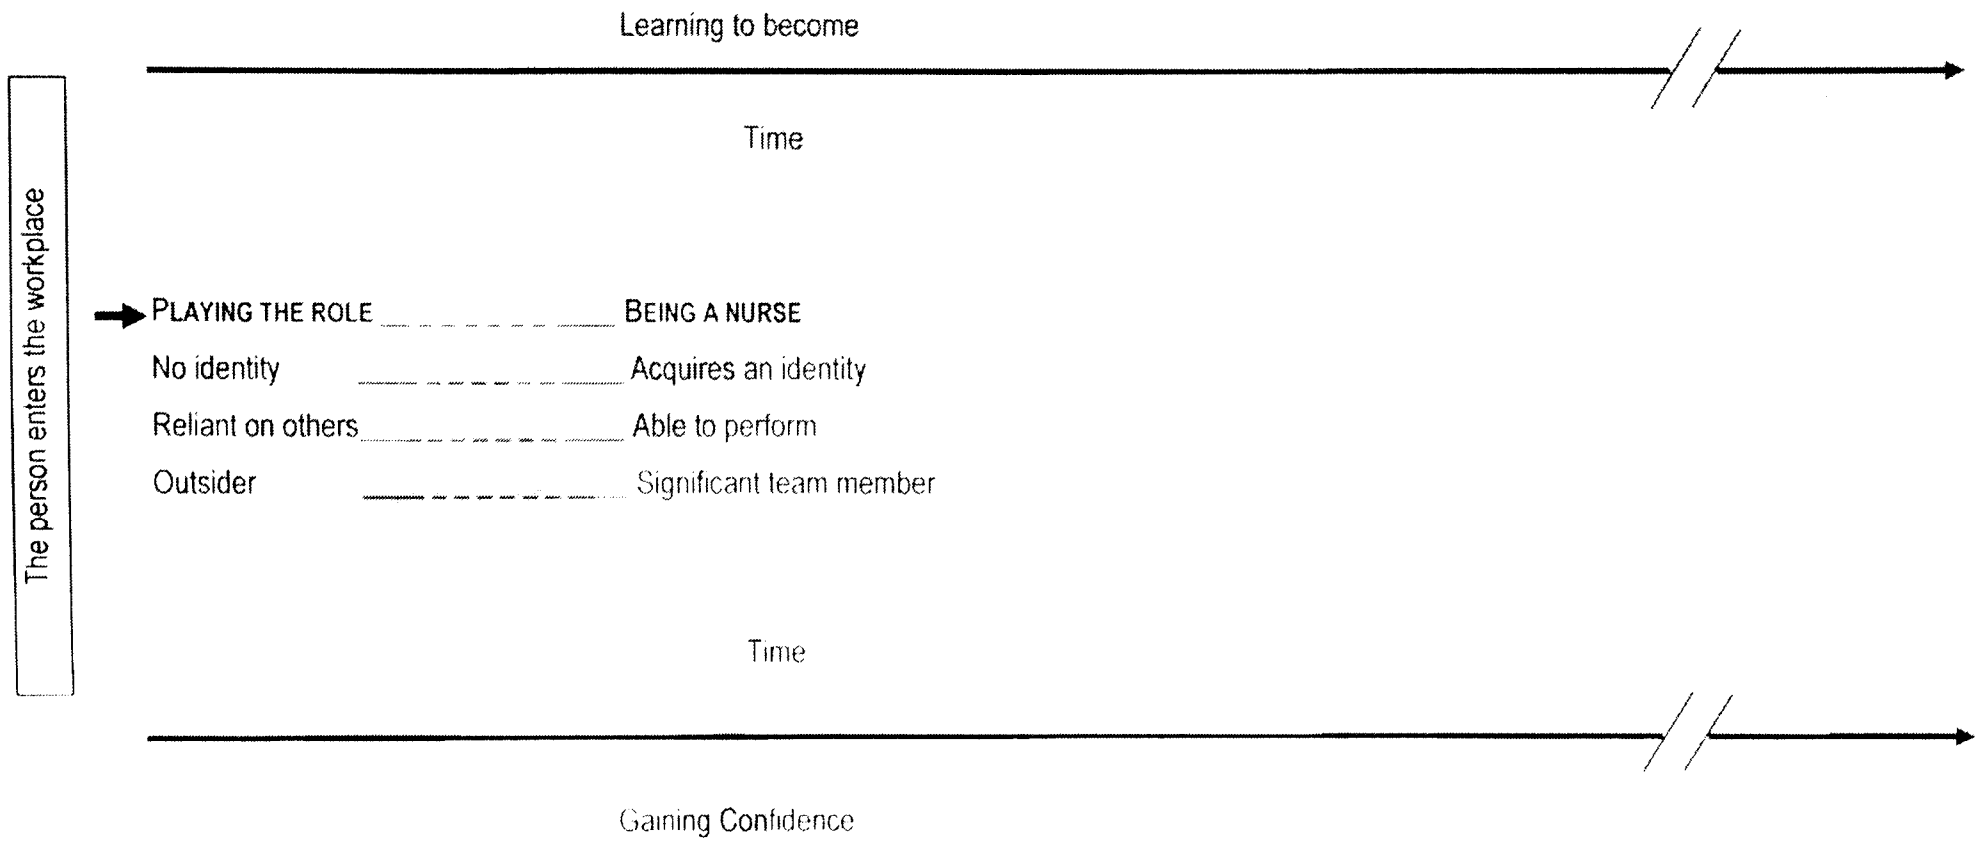 Learning to become
Time
The person enters the workplace
PLAYING THE ROLE BEING A NURSE
No identity Acquires an identity
Reliant on others Able to perform
Outsider Significant team member
Time
Gaining Confidence